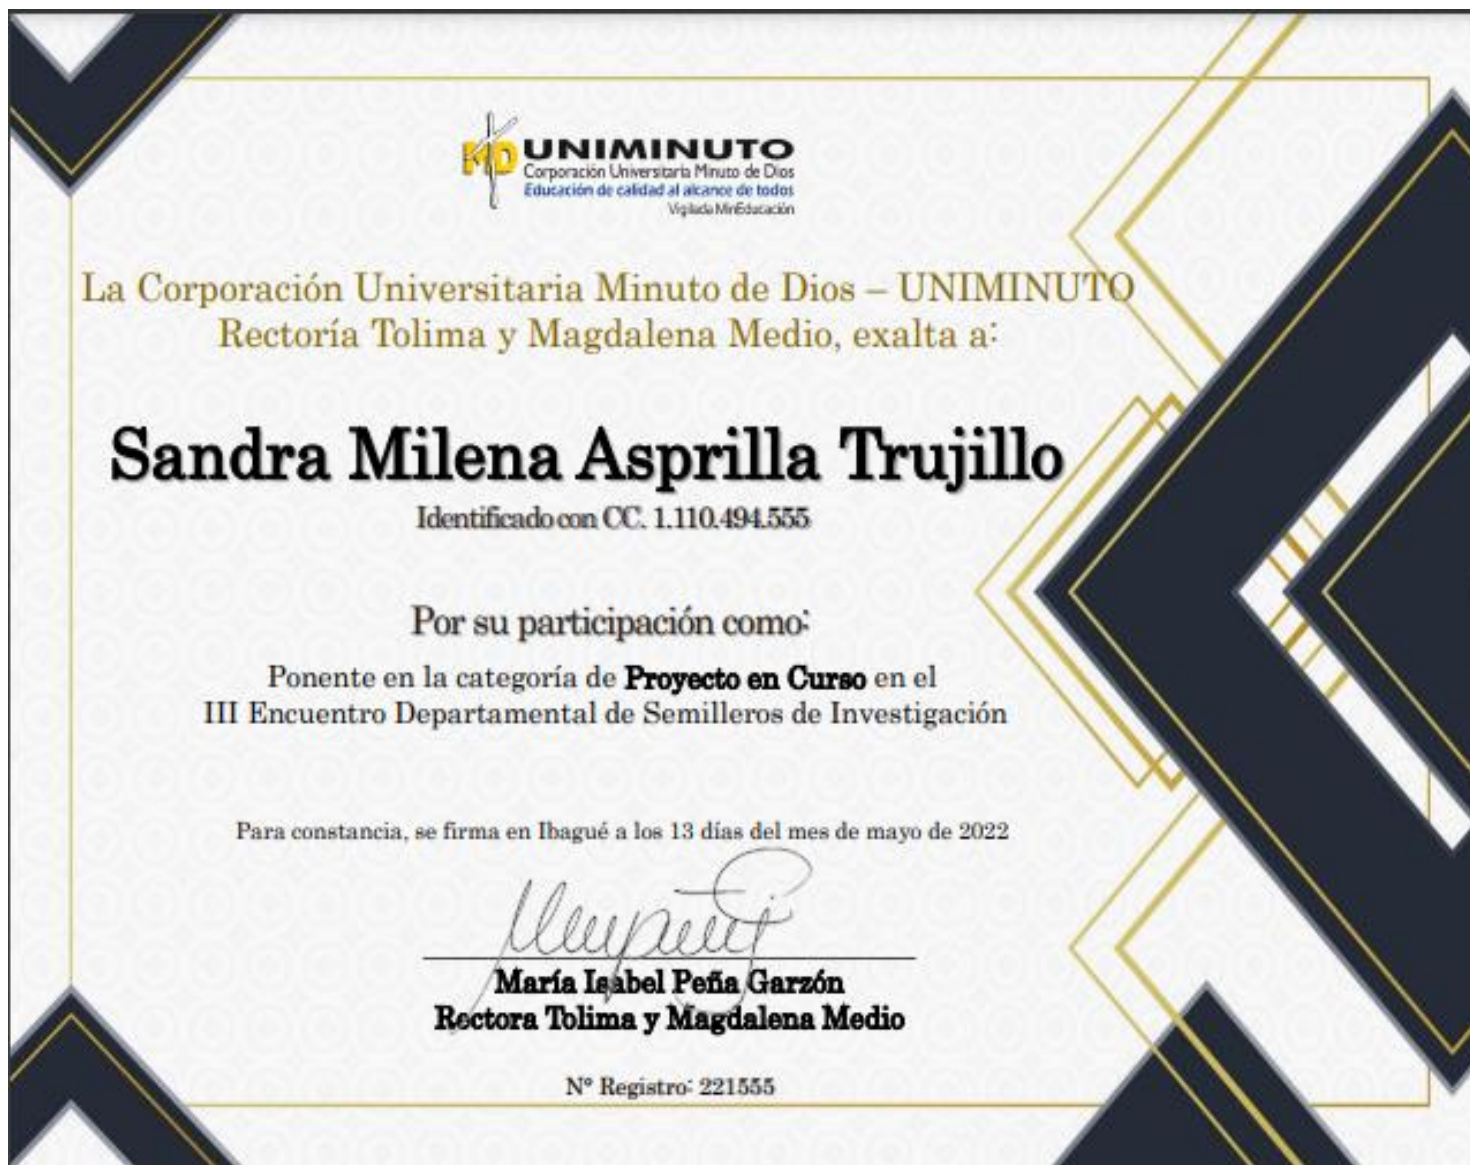 MD UNIMINUTO
Corporación Universitaria Minuto de Dios
Educación de calidad al alcance de todos
Vigilada MinEducación
La Corporación Universitaria Minuto de Dios – UNIMINUTO
Rectoría Tolima y Magdalena Medio, exalta a:
Sandra Milena Asprilla Trujillo
Identificado con CC. 1.110.494.555
Por su participación como:
Ponente en la categoría de Proyecto en Curso en el
III Encuentro Departamental de Semilleros de Investigación
Para constancia, se firma en Ibagué a los 13 días del mes de mayo de 2022
María Isabel Peña Garzón
Rectora Tolima y Magdalena Medio
N° Registro: 221555